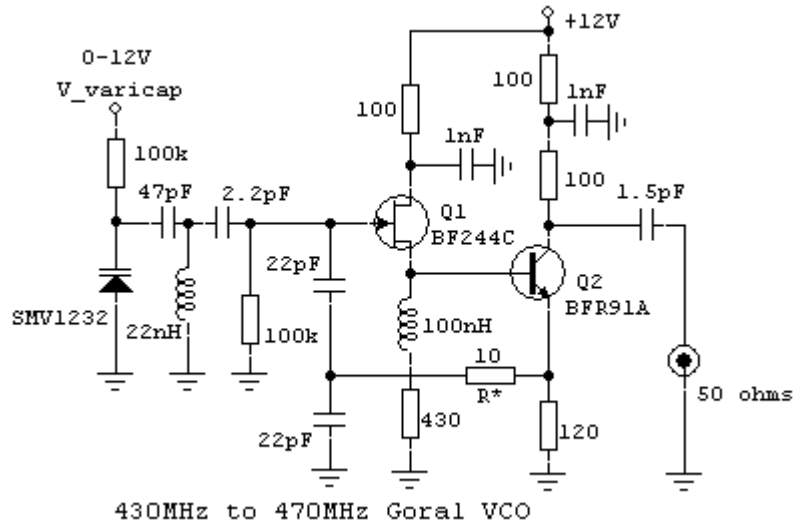 +12V
0-12V
V_varicap
100
1nF
100
1nF
100k
100
47pF
2.2pF
1.5pF
Q1
BF244C
22pF
Q2
BFR91A
SMV1232
22nH
100k
100nH
10
R*
50 ohms
22pF
430
120
430MHz to 470MHz Goral VCO